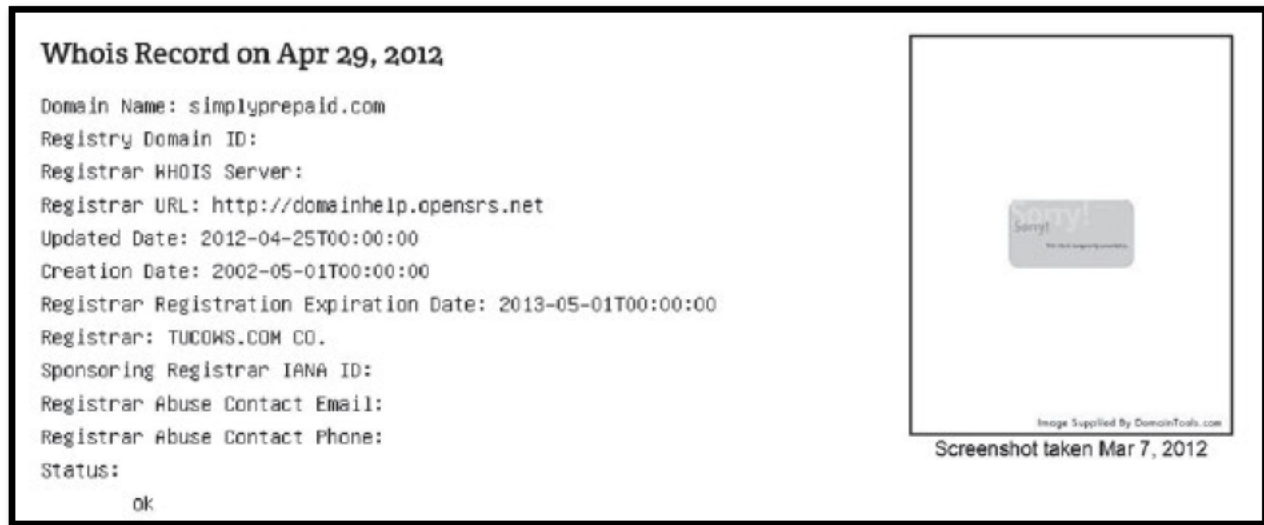 Whois Record on Apr 29, 2012
Domain Name: simplyprepaid.com
Registry Domain ID:
Registrar WHOIS Server:
Registrar URL: http://domainhelp.opensrs.net
Updated Date: 2012-04-25T00:00:00
Creation Date: 2002-05-01T00:00:00
Registrar Registration Expiration Date: 2013-05-01T00:00:00
Registrar: TUCOWS.COM CO.
Sponsoring Registrar IANA ID:
Registrar Abuse Contact Email:
Registrar Abuse Contact Phone:
Status:
ok
Sorry!
Sorry!
Image Supplied By DomainTools.com
Screenshot taken Mar 7, 2012